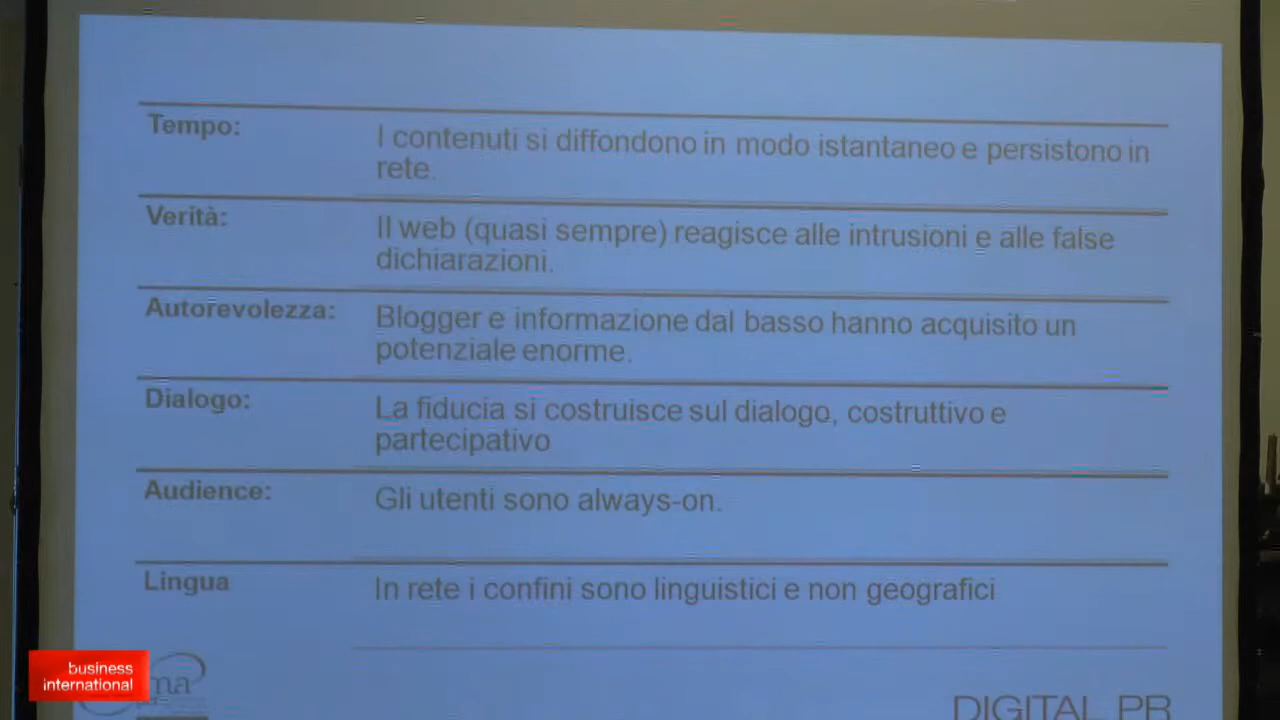 Tempo:
I contenuti si diffondono in modo istantaneo e persistono in
rete.
Verità:
Il web (quasi sempre) reagisce alle intrusioni e alle false
dichiarazioni.
Autorevolezza:
Blogger e informazione dal basso hanno acquisito un
potenziale enorme.
Dialogo:
La fiducia si costruisce sul dialogo, costruttivo e
partecipativo
Audience:
Gli utenti sono always-on.
Lingua
In rete i confini sono linguistici e non geografici
business
international
DIGITAL PR